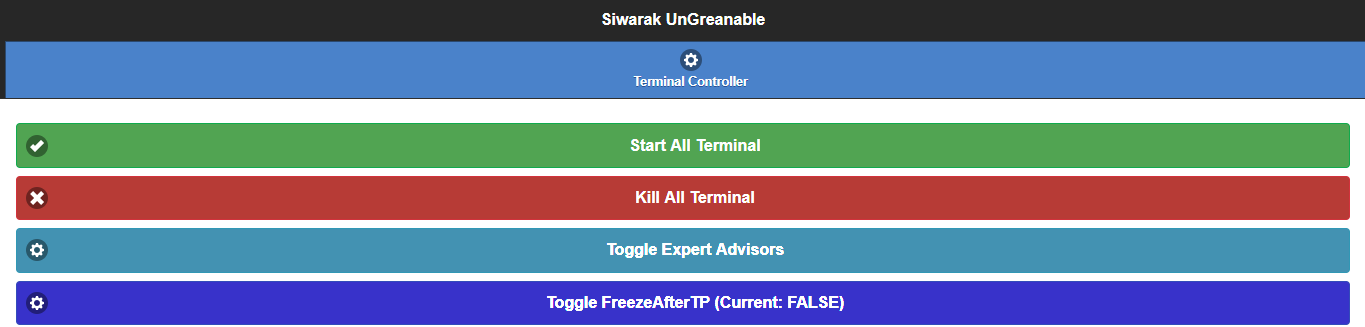 Siwarak UnGreanable
Terminal Controller
Start All Terminal
Kill All Terminal
Toggle Expert Advisors
Toggle FreezeAfterTP (Current: FALSE)